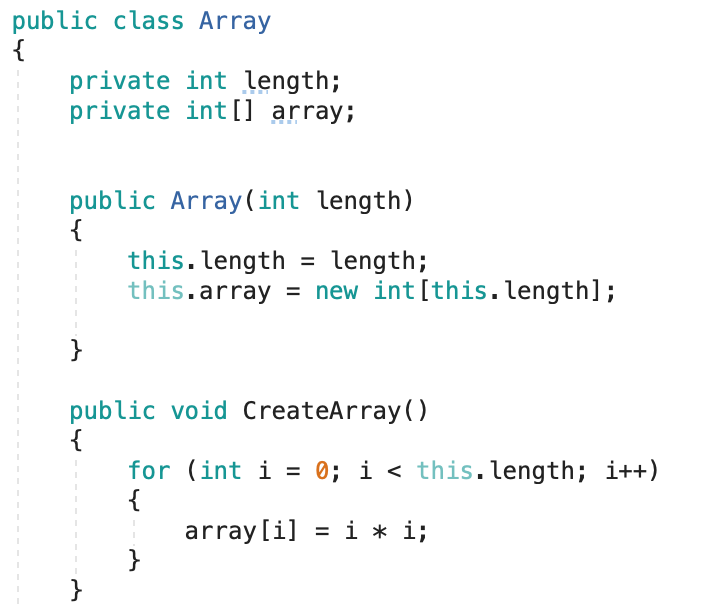 public class Array
{
    private int length;
    private int[] array;

    public Array(int length)
    {
        this.length = length;
        this.array = new int[this.length];

    }

    public void CreateArray()
    {
        for (int i = 0; i < this.length; i++)
        {
            array[i] = i * i;
        }
    }